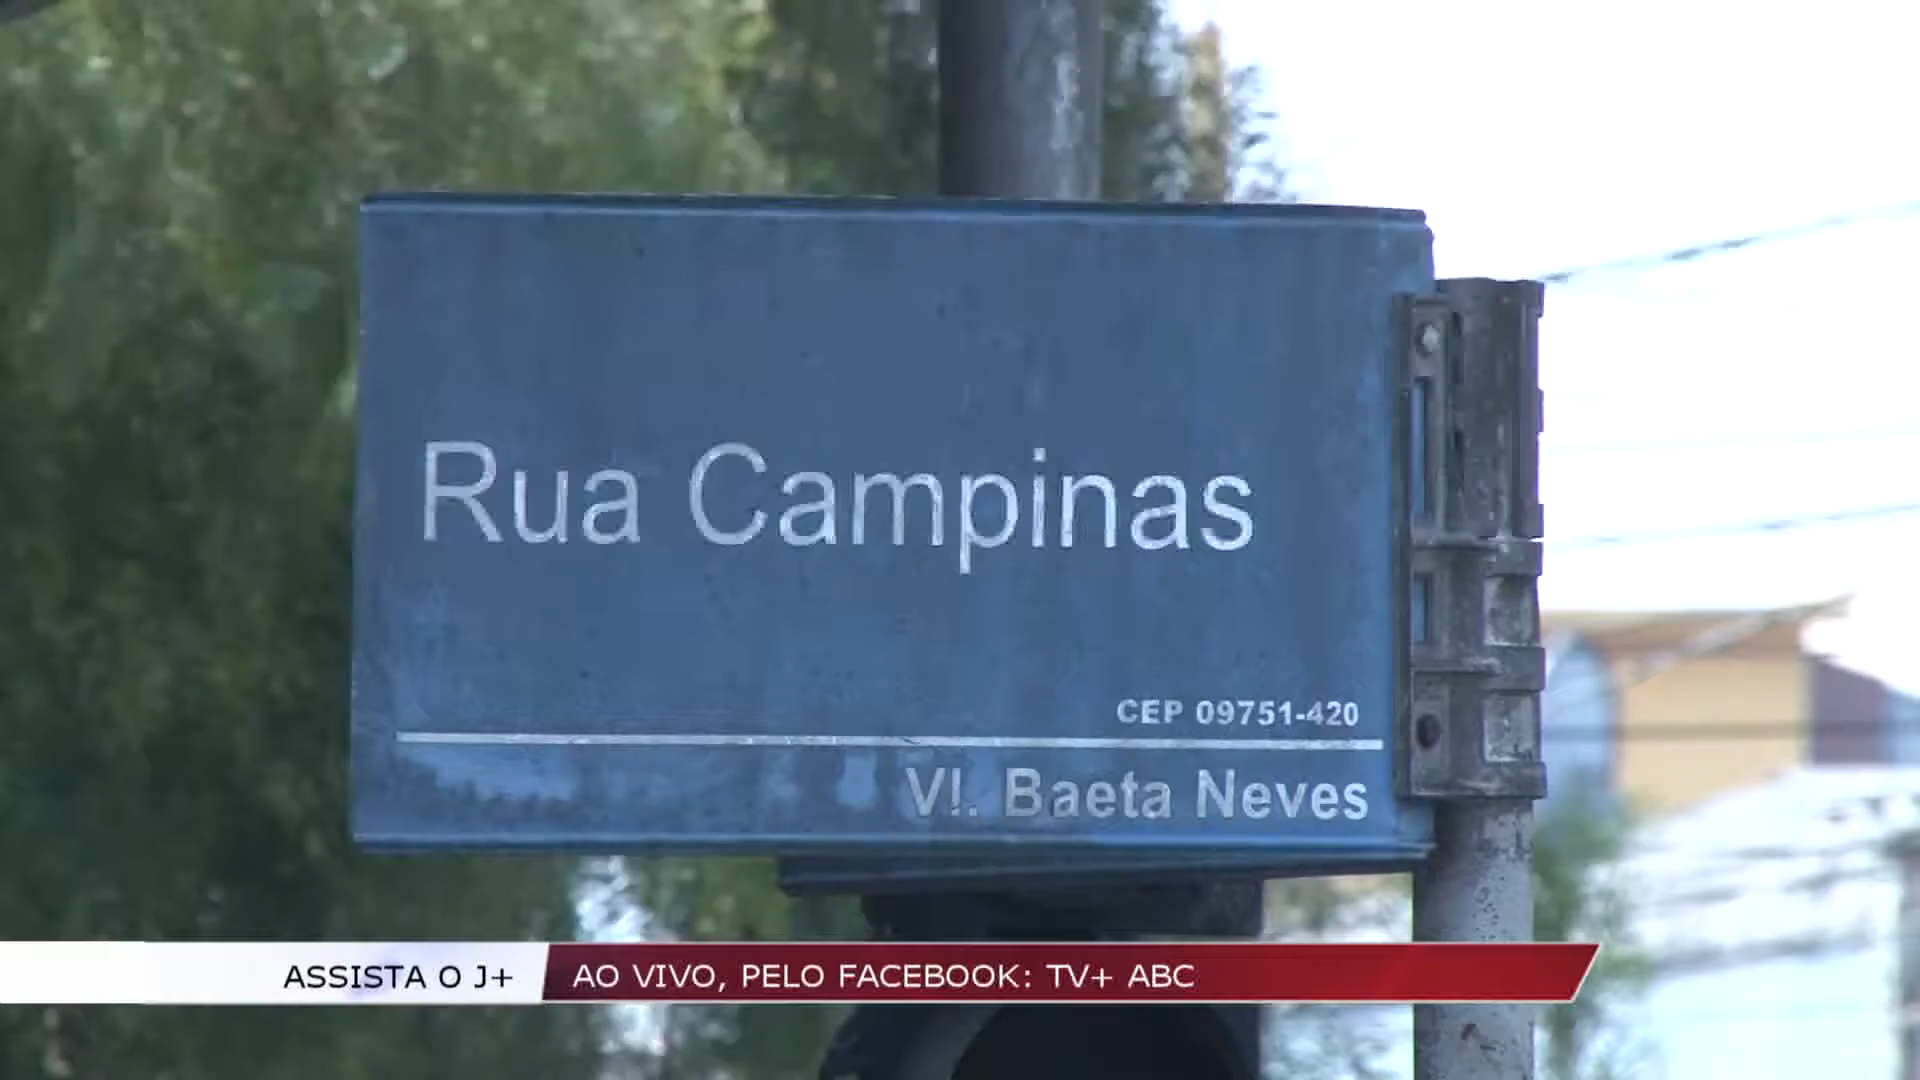 Rua Campinas
CEP 09751-420
Vl. Baeta Neves
ASSISTA O J+
AO VIVO, PELO FACEBOOK: TV+ ABC